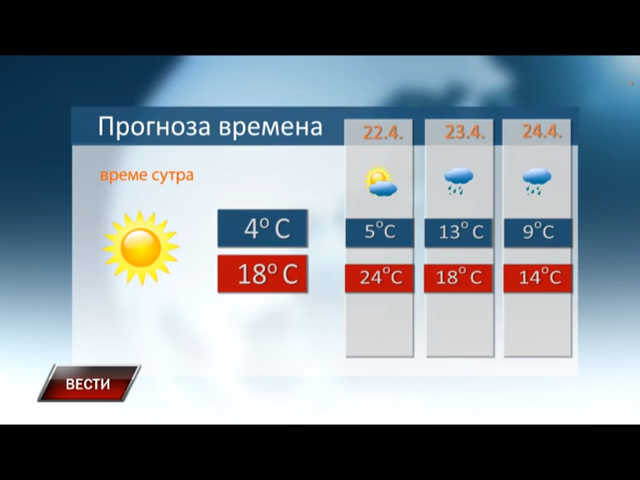 Прогноза времена
време сутра
4°C
18°C
22.4.
23.4.
24.4.
5°C
13°C
9°C
24°C
18°C
14°C
ВЕСТИ